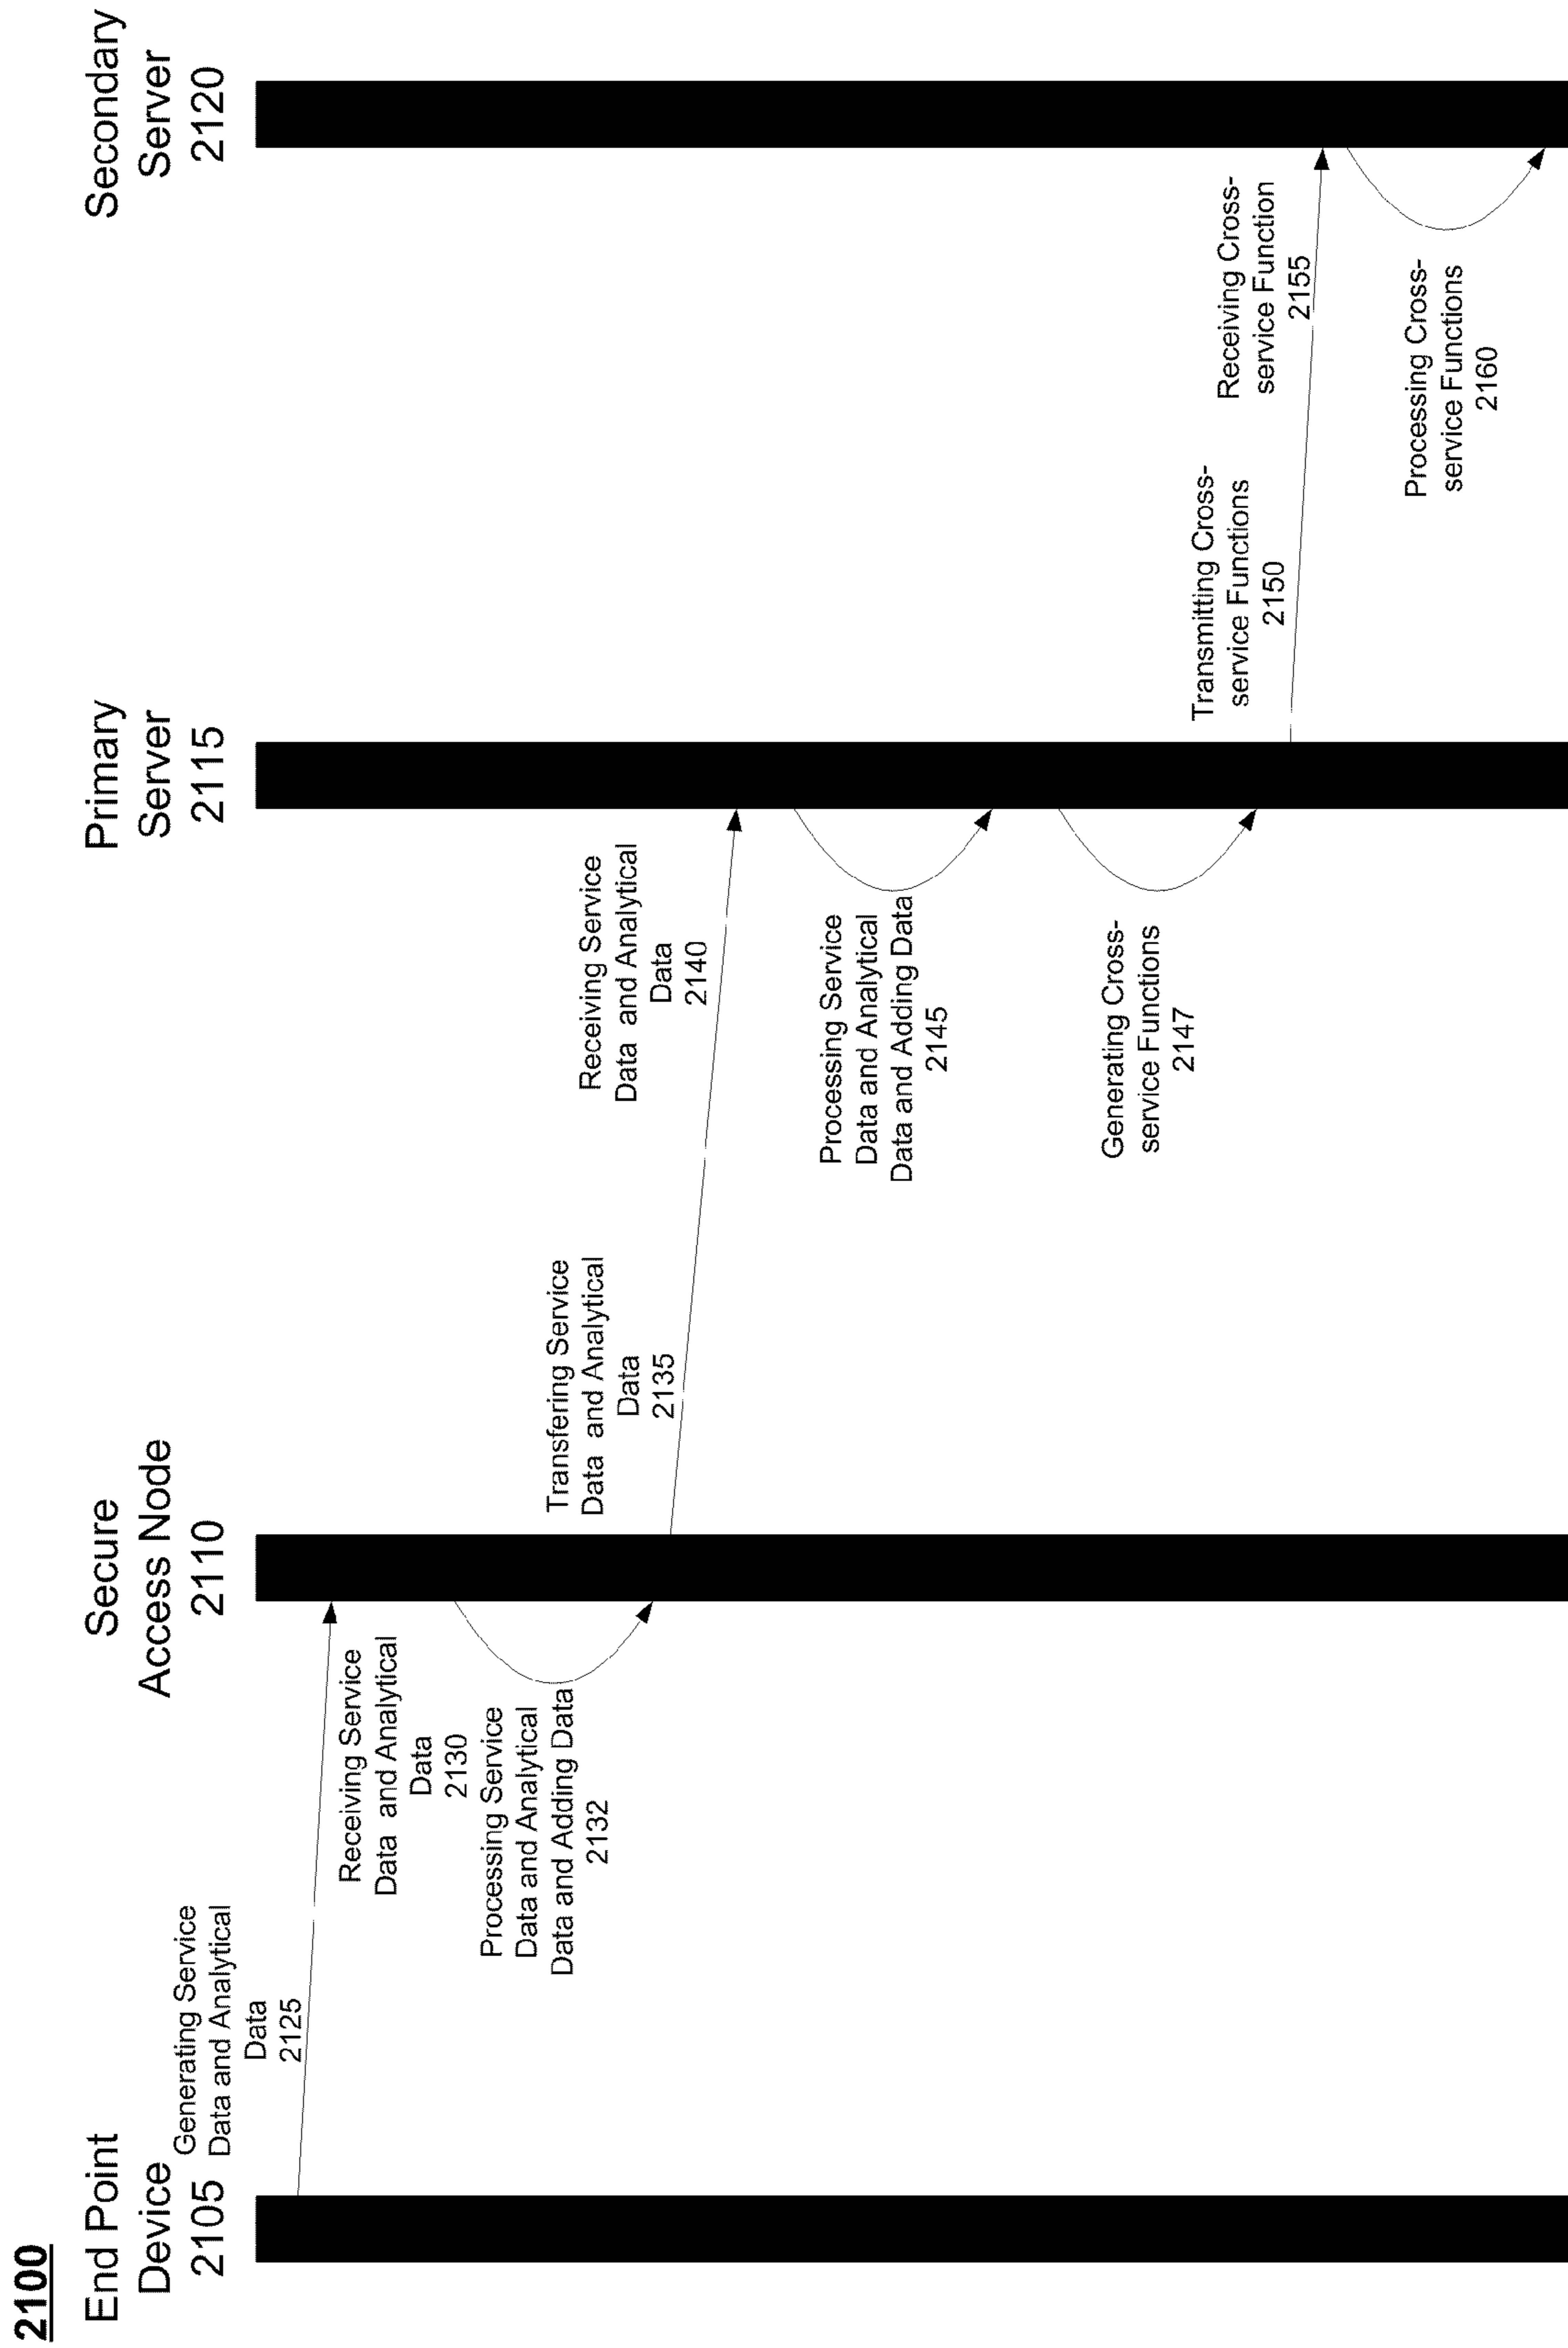 2100
End Point
Device
2105
Secure
Access Node
2110
Primary
Server
2115
Secondary
Server
2120
Generating Service
Data and Analytical
Data
2125
Receiving Service
Data  and Analytical
Data
2130
Processing Service
Data and Analytical
Data and Adding Data
2132
Transfering Service
Data  and Analytical
Data
2135
Receiving Service
Data  and Analytical
Data
2140
Processing Service
Data and Analytical
Data and Adding Data
2145
Generating Cross-
service Functions
2147
Transmitting Cross-
service Functions
2150
Receiving Cross-
service Function
2155
Processing Cross-
service Functions
2160